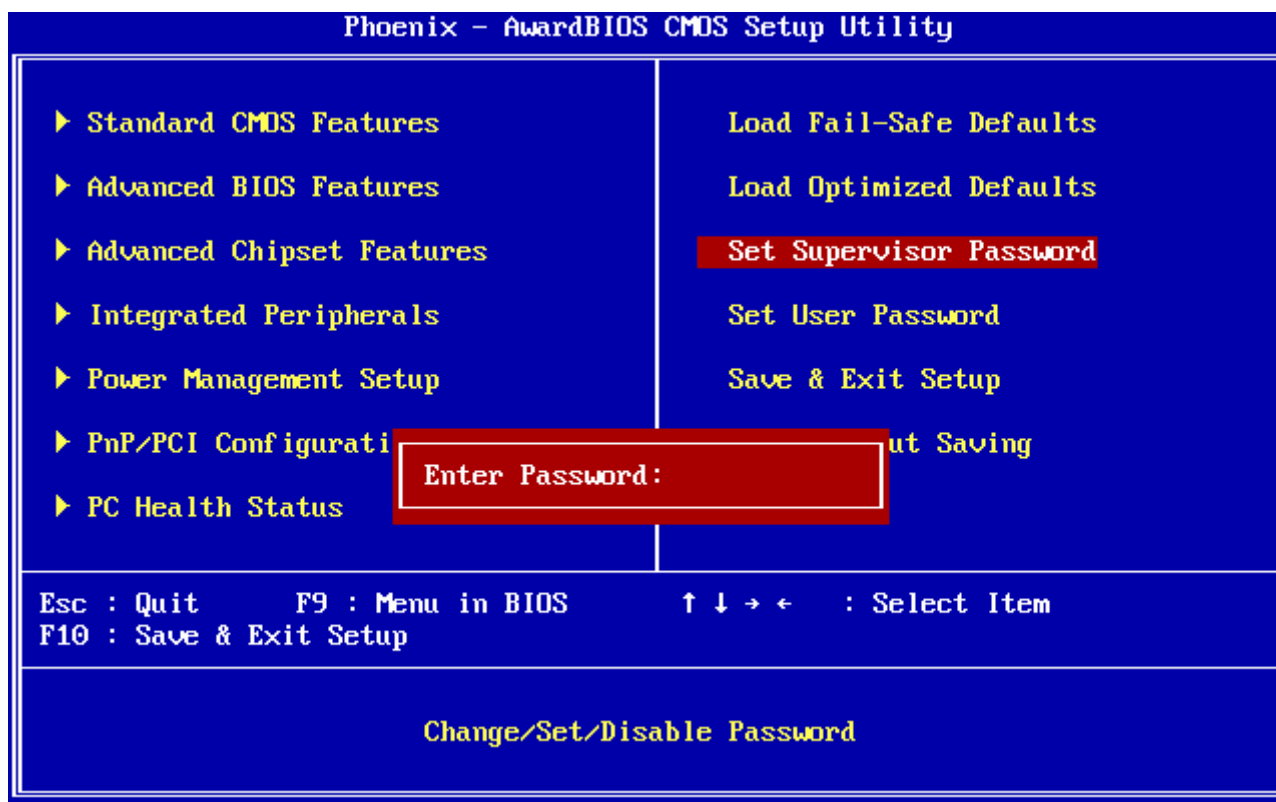 Phoenix - AwardBIOS CMOS Setup Utility
Standard CMOS Features
Advanced BIOS Features
Advanced Chipset Features
Integrated Peripherals
Power Management Setup
PnP/PCI Configurati
PC Health Status
Load Fail-Safe Defaults
Load Optimized Defaults
Set Supervisor Password
Set User Password
Save & Exit Setup
ut Saving
Enter Password:
Esc : Quit F9 : Menu in BIOS ↑ ↓ → ← : Select Item
F10 : Save & Exit Setup
Change/Set/Disable Password